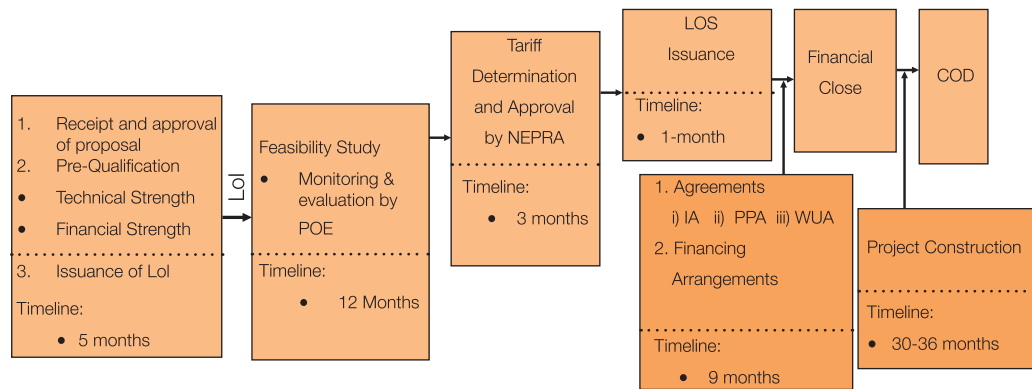 1. Receipt and approval
of proposal
2. Pre-Qualification
• Technical Strength
• Financial Strength
3. Issuance of LoI
Timeline:
• 5 months
LoI
Feasibility Study
• Monitoring &
evaluation by
POE
Timeline:
• 12 Months
Tariff
Determination
and Approval
by NEPRA
Timeline:
• 3 months
LOS
Issuance
Timeline:
• 1-month
1. Agreements
i) IA ii) PPA iii) WUA
2. Financing
Arrangements
Timeline:
• 9 months
Financial
Close
Project Construction
Timeline:
• 30-36 months
COD